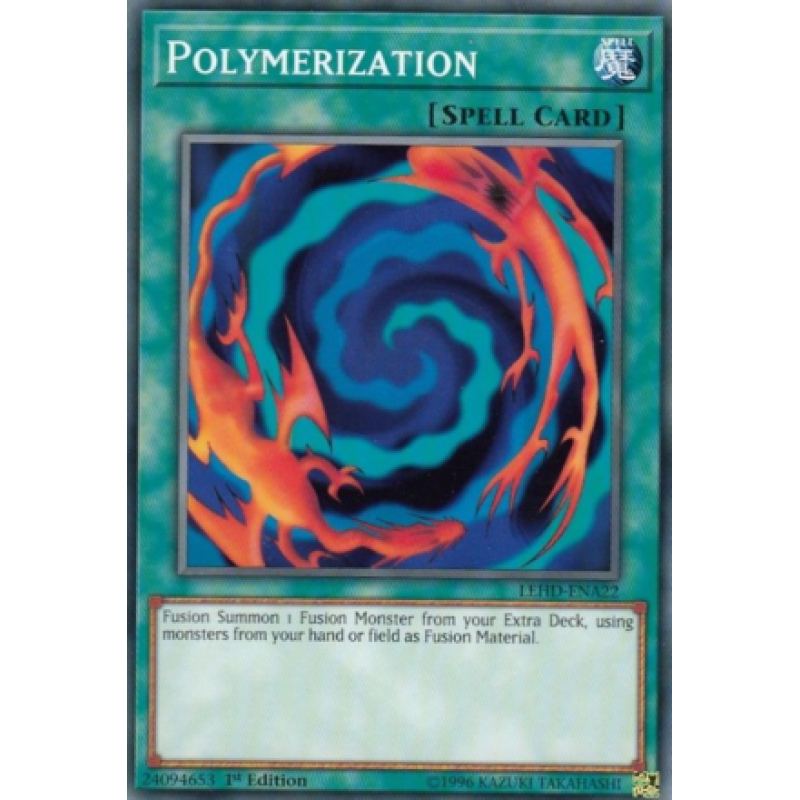 POLYMERIZATION
SPELL
魔
[SPELL CARD]
LEHD-ENA22
Fusion Summon 1 Fusion Monster from your Extra Deck, using
monsters from your hand or field as Fusion Material.
24094653 1st Edition ©1996 KAZUKI TAKAHASHI